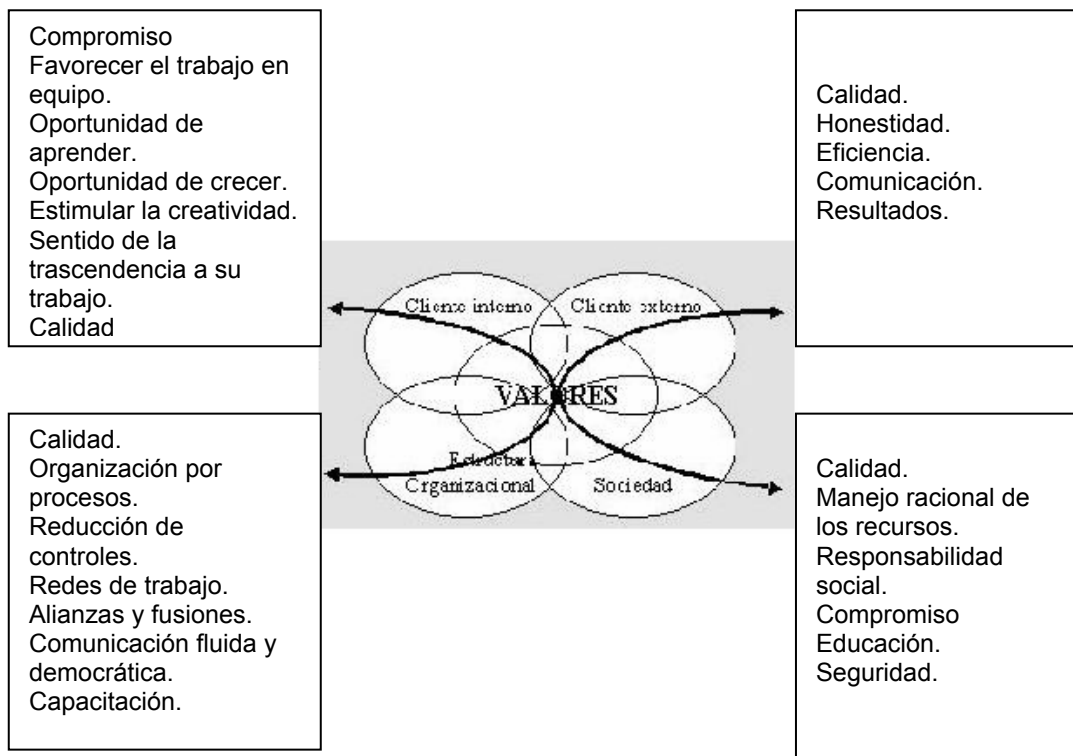 Compromiso
Favorecer el trabajo en
equipo.
Oportunidad de
aprender.
Oportunidad de crecer.
Estimular la creatividad.
Sentido de la
trascendencia a su
trabajo.
Calidad
Calidad.
Honestidad.
Eficiencia.
Comunicación.
Resultados.
Cliente interno
Cliente externo
VALORES
Estructura
Organizacional
Sociedad
Calidad.
Organización por
procesos.
Reducción de
controles.
Redes de trabajo.
Alianzas y fusiones.
Comunicación fluida y
democrática.
Capacitación.
Calidad.
Manejo racional de
los recursos.
Responsabilidad
social.
Compromiso
Educación.
Seguridad.